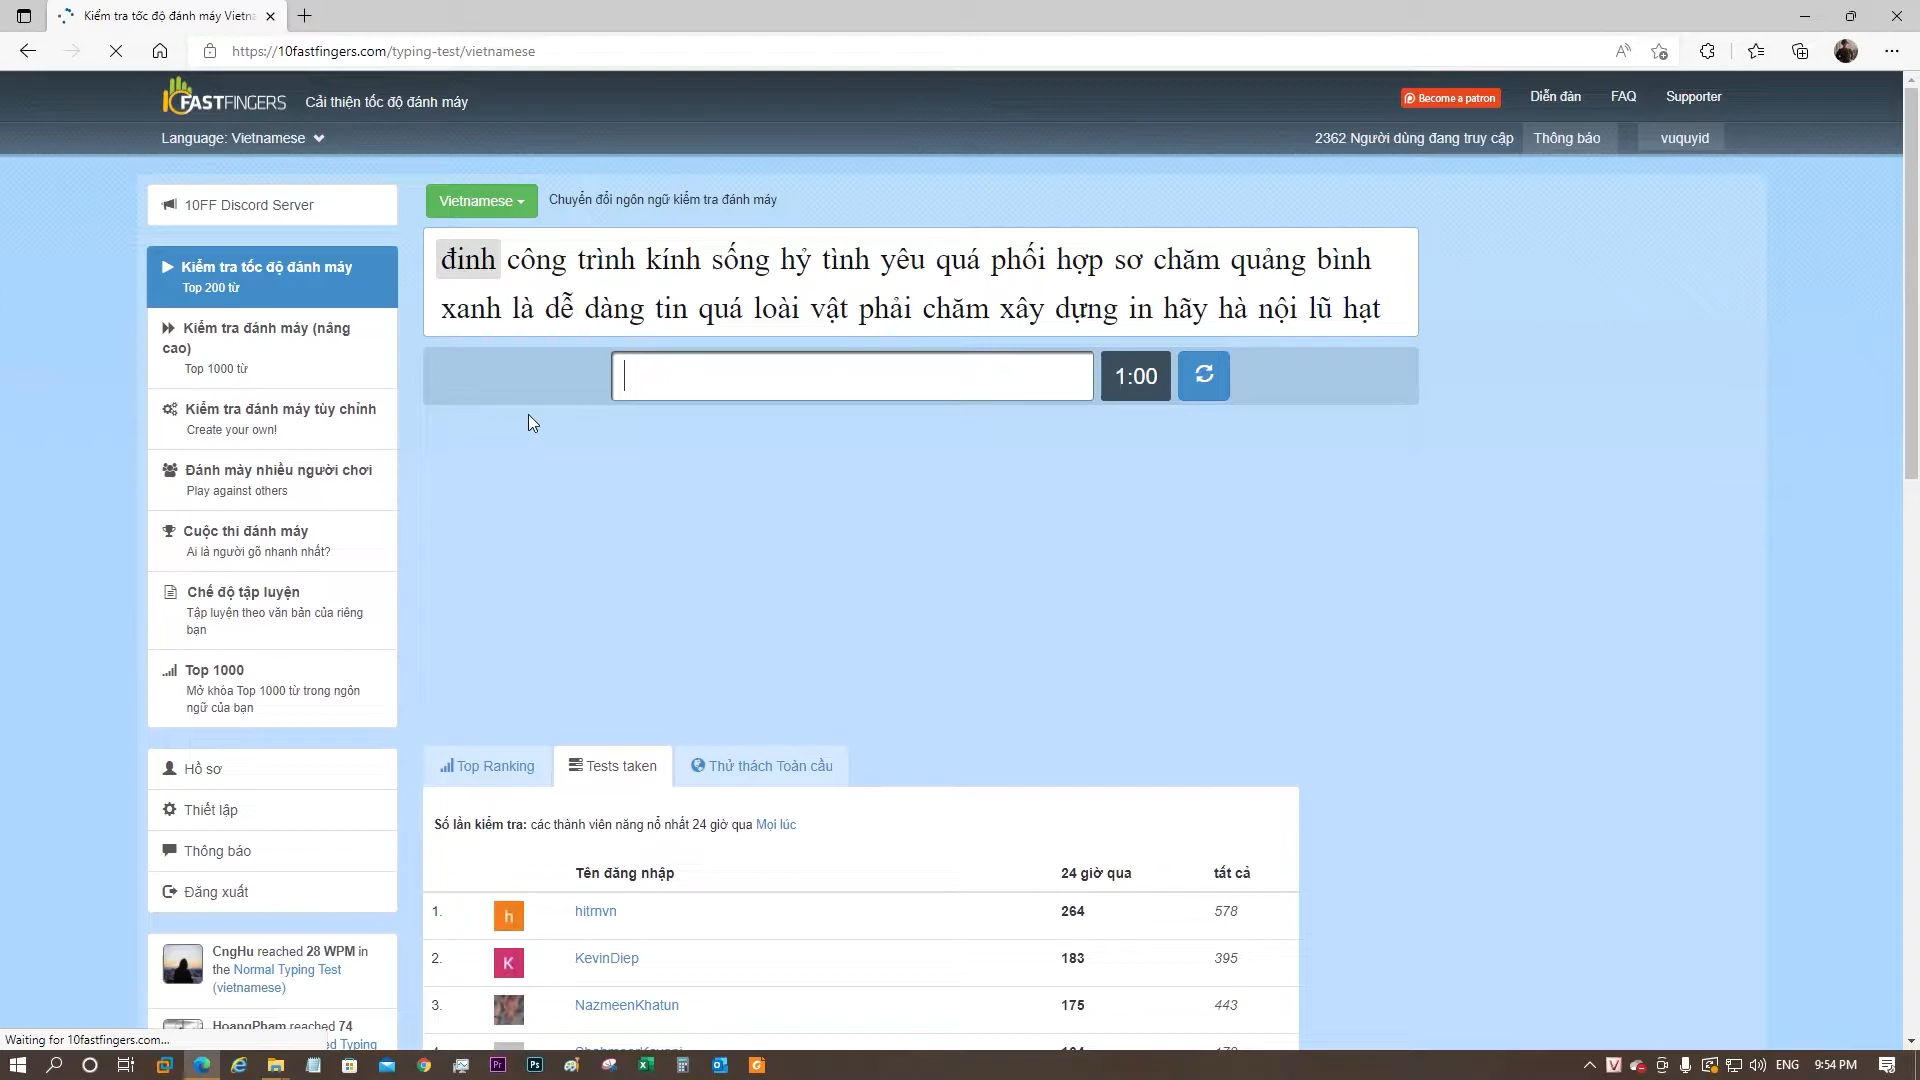 Kiểm tra tốc độ đánh máy Vietna
https://10fastfingers.com/typing-test/vietnamese
10FASTFINGERS Cải thiện tốc độ đánh máy
Become a patron Diễn đàn FAQ Supporter
Language: Vietnamese
2362 Người dùng đang truy cập Thông báo vuquyid
10FF Discord Server
Kiểm tra tốc độ đánh máy
Top 200 từ
Kiểm tra đánh máy (nâng
cao)
Top 1000 từ
Kiểm tra đánh máy tùy chỉnh
Create your own!
Đánh mày nhiều người chơi
Play against others
Cuộc thi đánh máy
Ai là người gõ nhanh nhất?
Chế độ tập luyện
Tập luyện theo văn bản của riêng
bạn
Top 1000
Mở khóa Top 1000 từ trong ngôn
ngữ của bạn
Hồ sơ
Thiết lập
Thông báo
Đăng xuất
CngHu reached 28 WPM in
the Normal Typing Test
(vietnamese)
HoangPham reached 74
ed Typing
Vietnamese Chuyển đổi ngôn ngữ kiểm tra đánh máy
đinh công trình kính sống hỷ tình yêu quá phối hợp sơ chăm quảng bình
xanh là dễ dàng tin quá loài vật phải chăm xây dựng in hãy hà nội lũ hạt
1:00
Top Ranking Tests taken Thử thách Toàn cầu
Số lần kiểm tra: các thành viên năng nổ nhất 24 giờ qua Mọi lúc
Tên đăng nhập 24 giờ qua tất cả
1. h hitmvn 264 578
2. K KevinDiep 183 395
3. NazmeenKhatun 175 443
Waiting for 10fastfingers.com...
ENG 9:54 PM